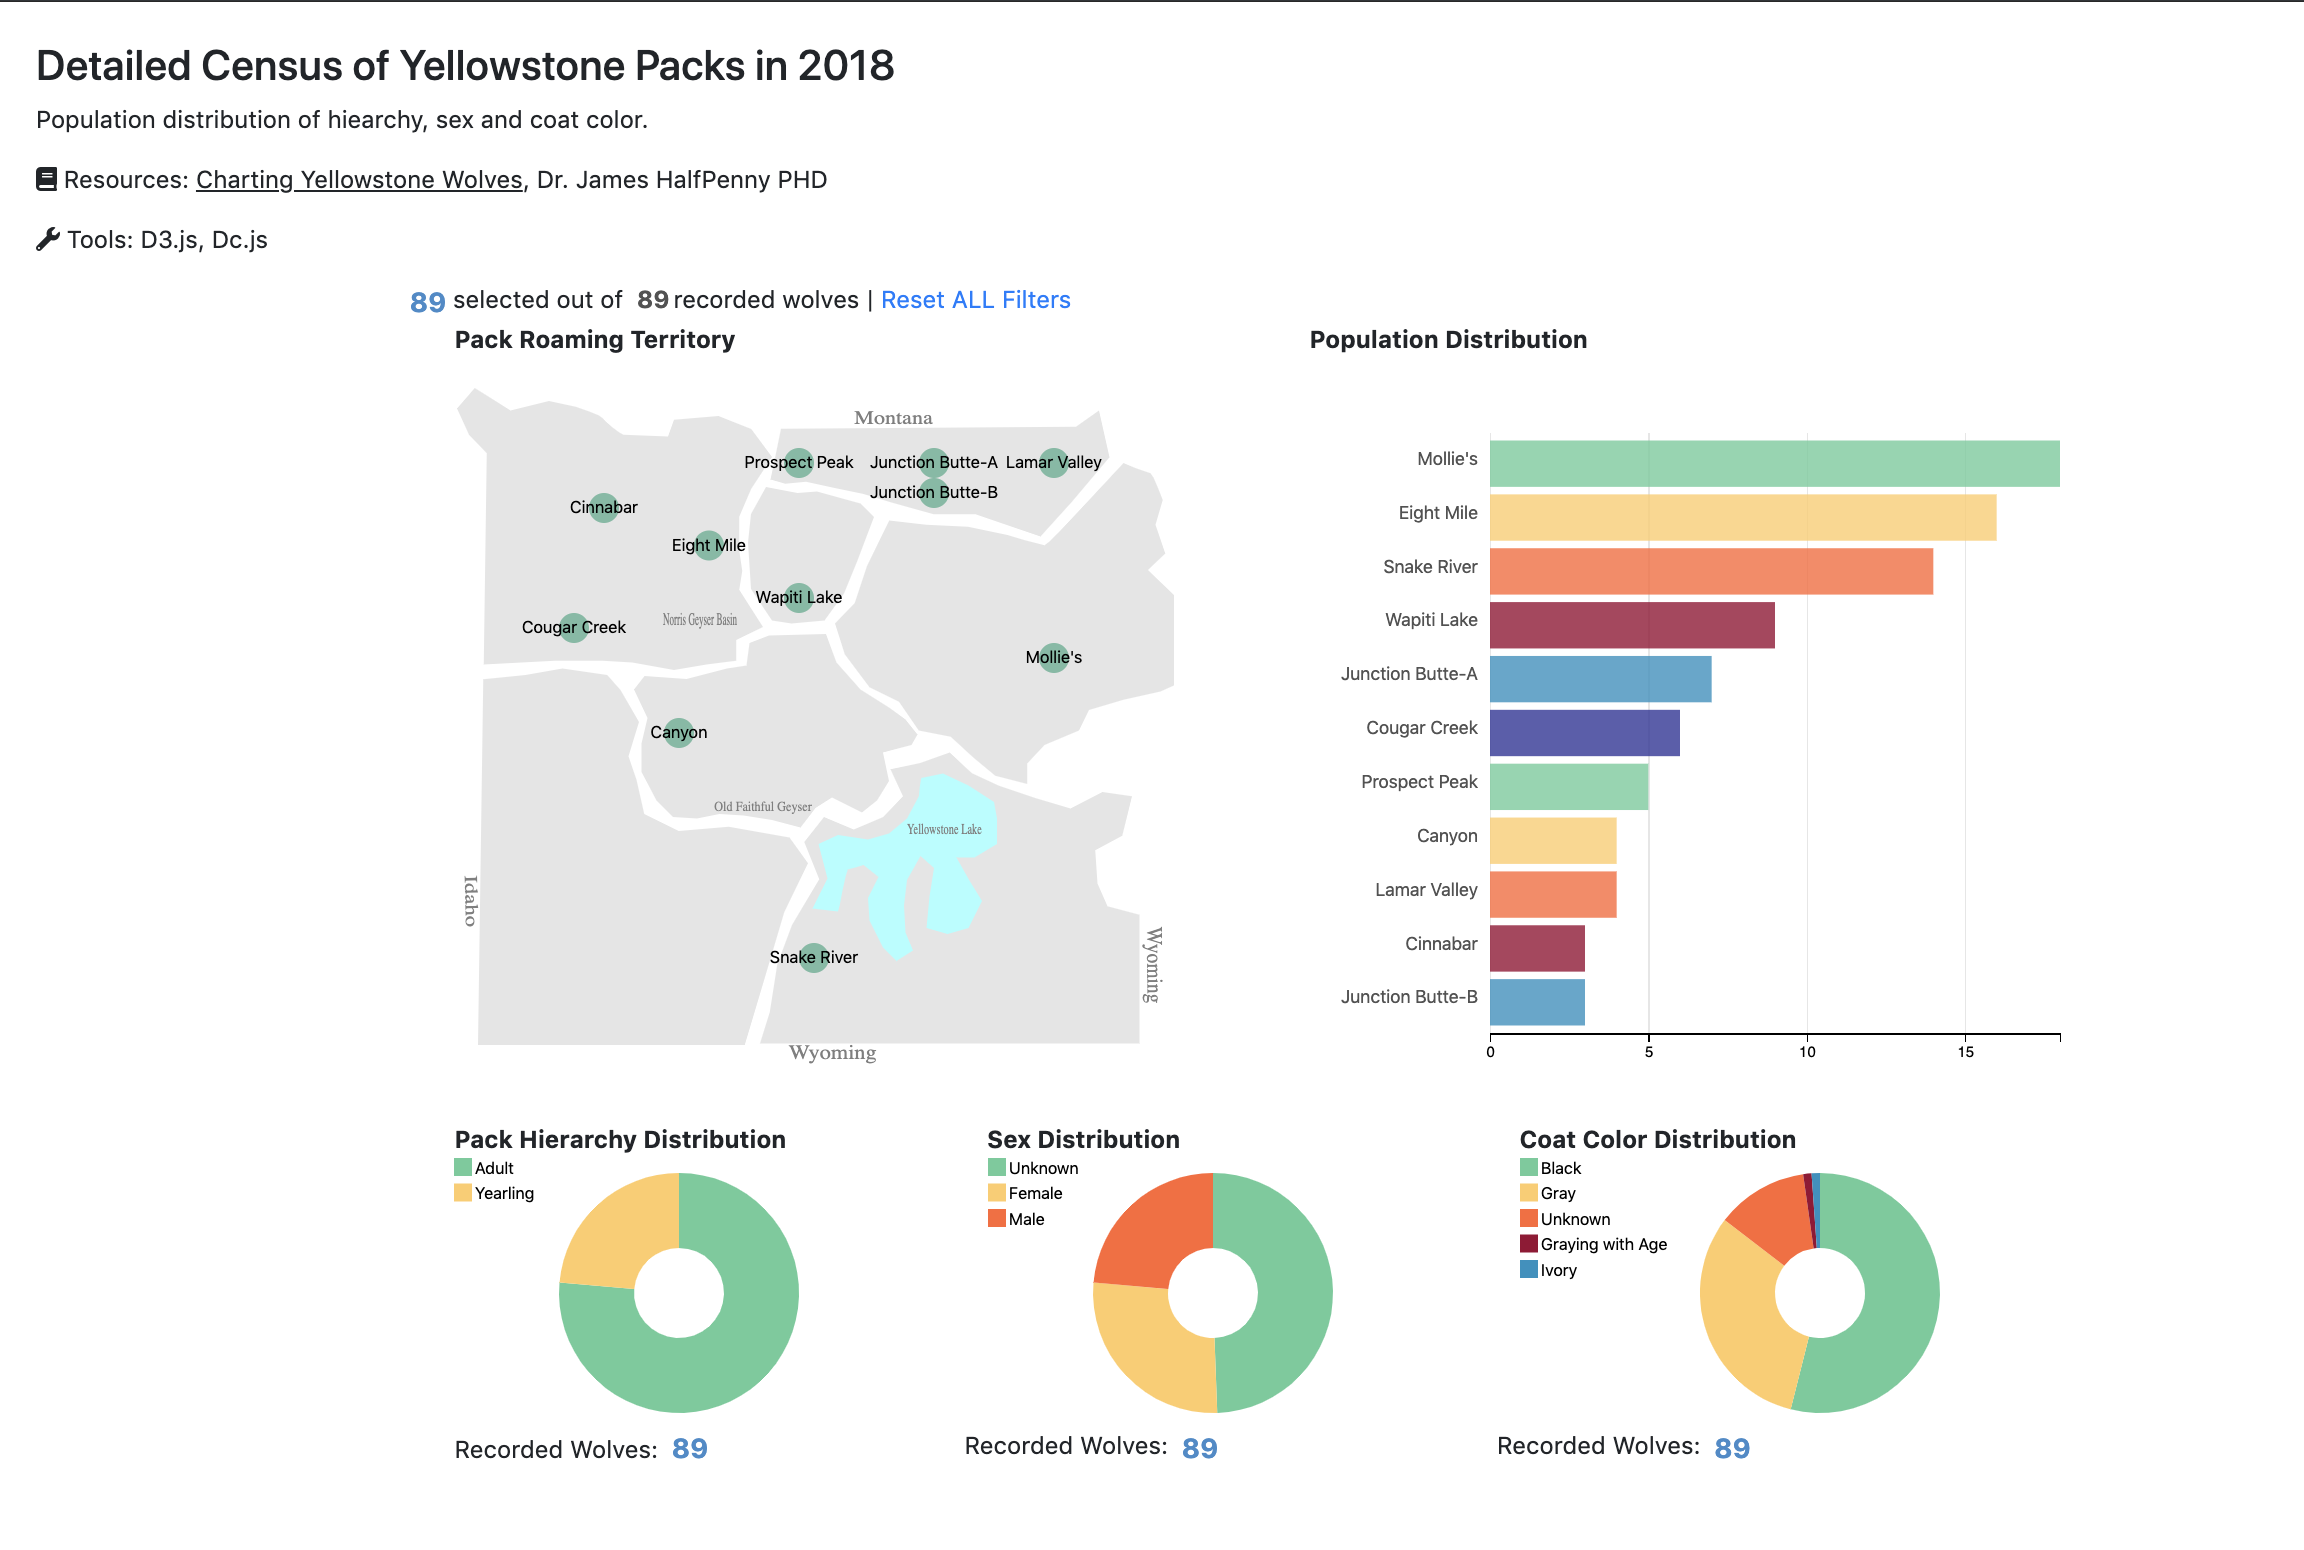 Detailed Census of Yellowstone Packs in 2018
Population distribution of hiearchy, sex and coat color.
Resources: Charting Yellowstone Wolves, Dr. James HalfPenny PHD
Tools: D3.js, Dc.js
89 selected out of 89 recorded wolves | Reset ALL Filters
Pack Roaming Territory
Montana
Prospect Peak
Junction Butte-A
Lamar Valley
Junction Butte-B
Cinnabar
Eight Mile
Wapiti Lake
Norris Geyser Basin
Cougar Creek
Mollie's
Canyon
Old Faithful Geyser
Yellowstone Lake
Idaho
Snake River
Wyoming
Wyoming
Population Distribution
Mollie's
Eight Mile
Snake River
Wapiti Lake
Junction Butte-A
Cougar Creek
Prospect Peak
Canyon
Lamar Valley
Cinnabar
Junction Butte-B
0 5 10 15
Pack Hierarchy Distribution
Adult
Yearling
Recorded Wolves: 89
Sex Distribution
Unknown
Female
Male
Recorded Wolves: 89
Coat Color Distribution
Black
Gray
Unknown
Graying with Age
Ivory
Recorded Wolves: 89